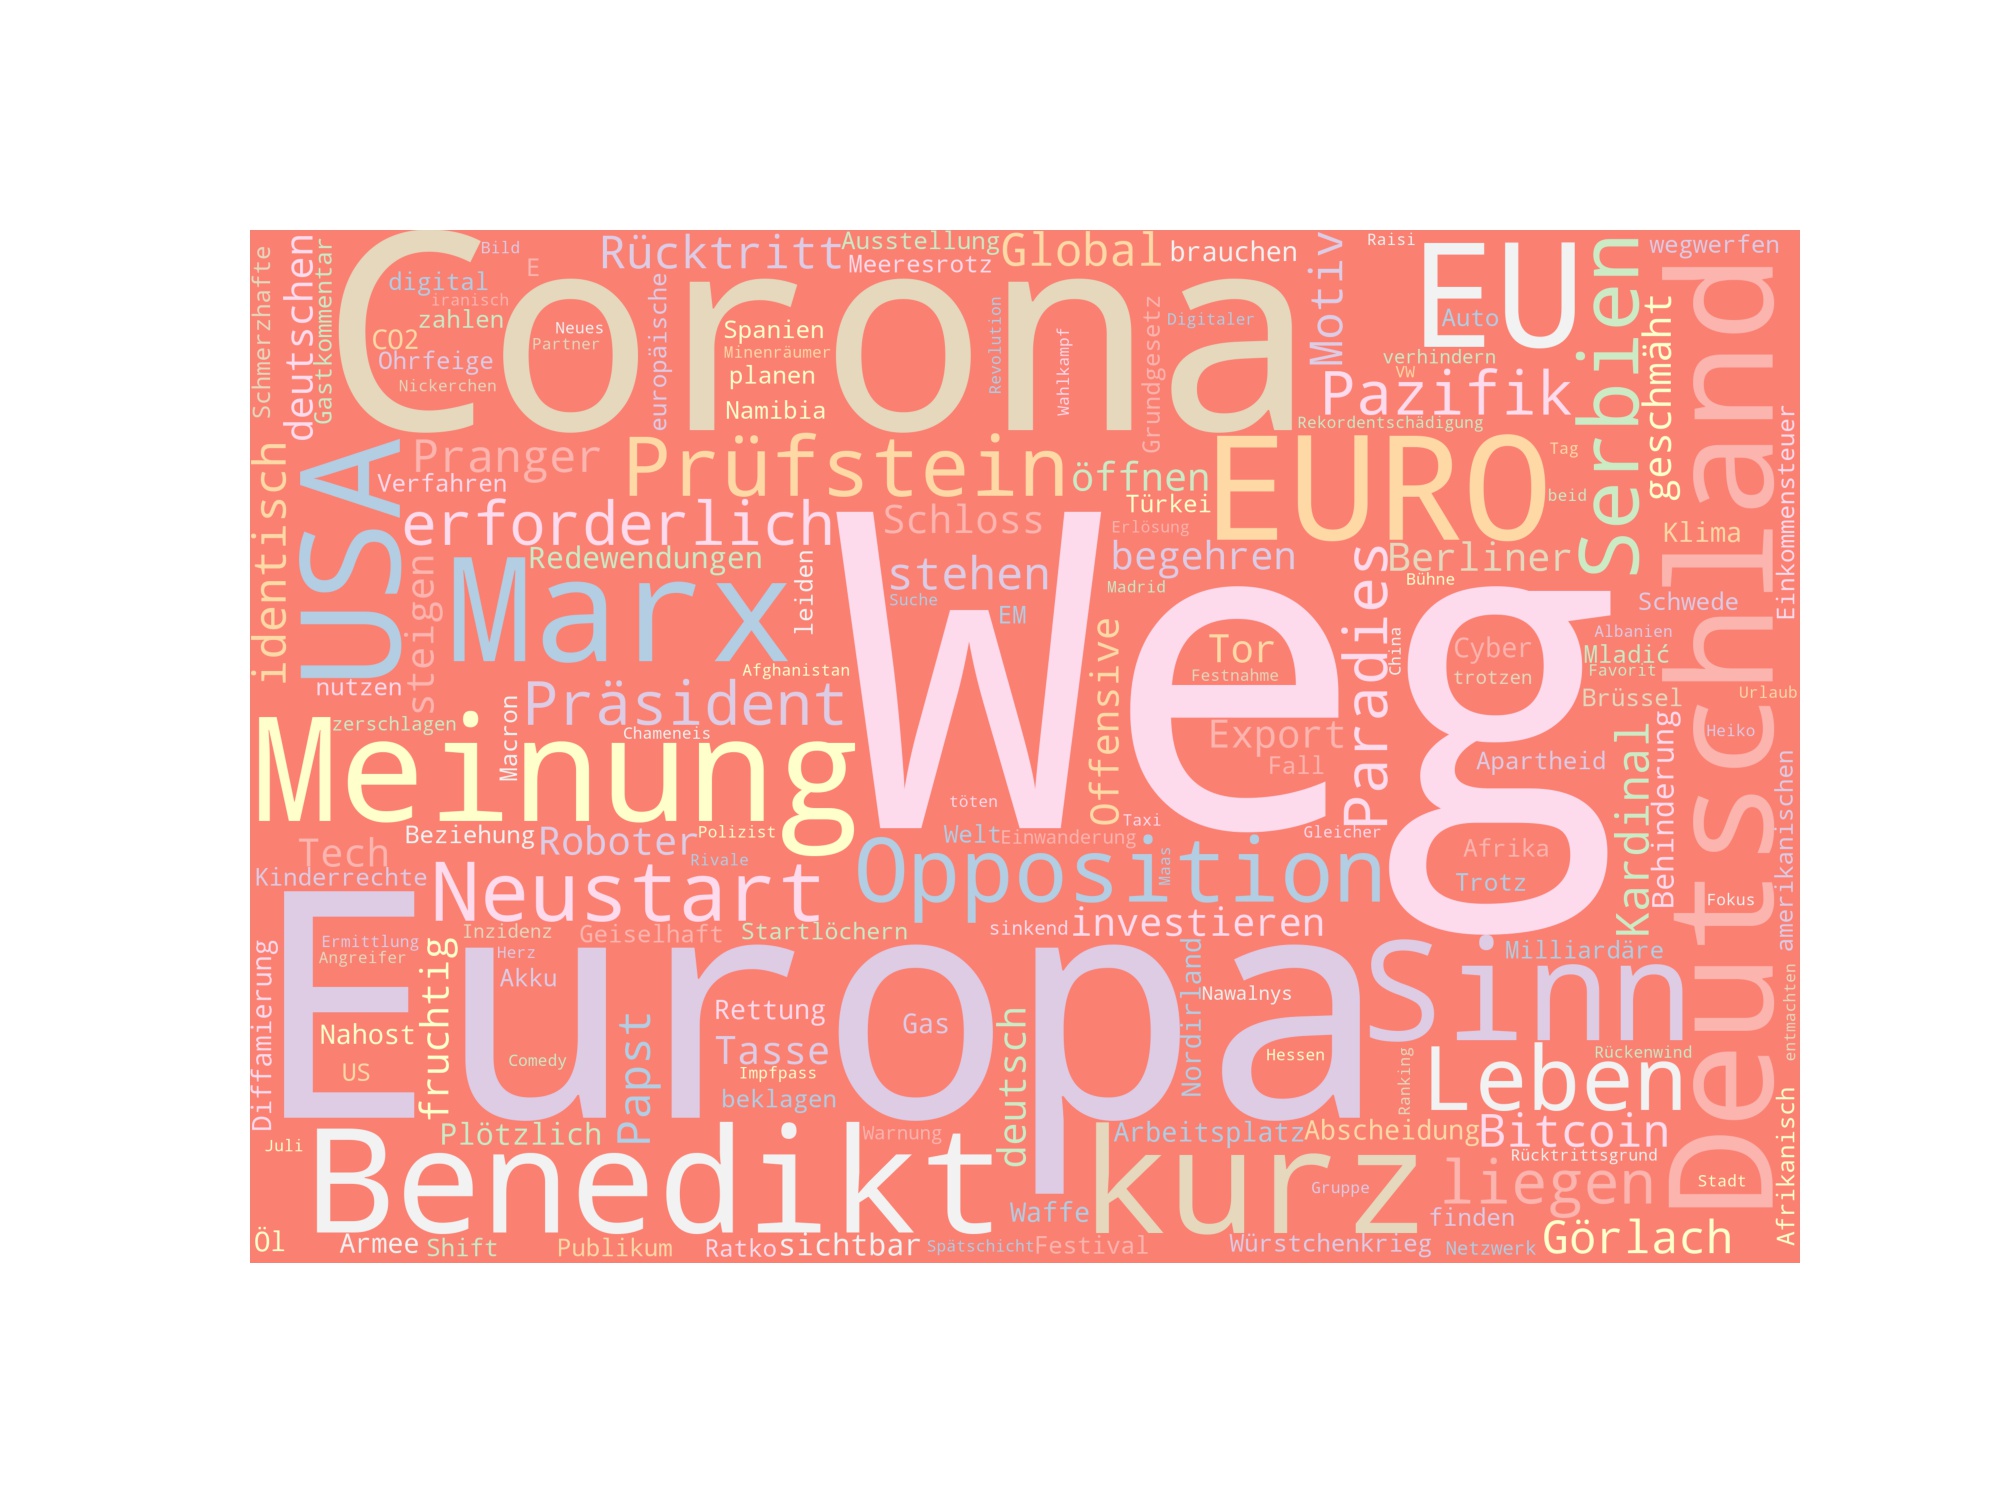 Corona
Weg
Europa
Deutschland
EU
EURO
USA
Marx
Meinung
Benedikt
Sinn
kurz
Opposition
Neustart
Prüfstein
Serbien
Leben
Präsident
erforderlich
Pazifik
Paradies
Rücktritt
Global
Ausstellung
Meeresrotz
brauchen
Motiv
Raisi
wegwerfen
Auto
verhindern
VW
geschmäht
Rekordentschädigung
Schmerzhafte
Gastkommentar
deutschen
Bild
E
digital
iranisch
zahlen
CO2
Ohrfeige
Nickerchen
Neues
Partner
europäische
Spanien
Minenräumer
planen
Namibia
Revolution
Wahlkampf
Grundgesetz
Digitaler
identisch
Pranger
Verfahren
steigen
Redewendungen
leiden
öffnen
Türkei
Erlösung
Schloss
stehen
Suche
EM
begehren
Madrid
Tag
beid
Berliner
Bühne
Klima
Einkommensteuer
Schwede
Albanien
Mladić
Favorit
Brüssel
Urlaub
Heiko
China
Cyber
trotzen
Tor
Festnahme
Offensive
Afghanistan
nutzen
zerschlagen
Macron
Chameneis
Export
Fall
Apartheid
Kardinal
Behinderung
amerikanischen
töten
Taxi
Gleicher
Welt
Einwanderung
Maas
Beziehung
Roboter
Polizist
Rivale
Tech
Kinderrechte
Afrika
Trotz
Fokus
Inzidenz
Geiselhaft
Startlöchern
sinkend
investieren
Milliardäre
Diffamierung
Ermittlung
Angreifer
fruchtig
Herz
Akku
Nahost
US
Comedy
Papst
Rettung
Tasse
Impfpass
beklagen
Gas
deutsch
Nordirland
Nawalnys
Hessen
Ranking
Rückenwind
entmachten
Juli
Plötzlich
Warnung
Arbeitsplatz
Abscheidung
Bitcoin
Rücktrittsgrund
liegen
Stadt
Afrikanisch
Gruppe
Waffe
finden
Öl
Armee
Shift
Publikum
Ratko
sichtbar
Spätschicht
Festival
Würstchenkrieg
Netzwerk
Görlach